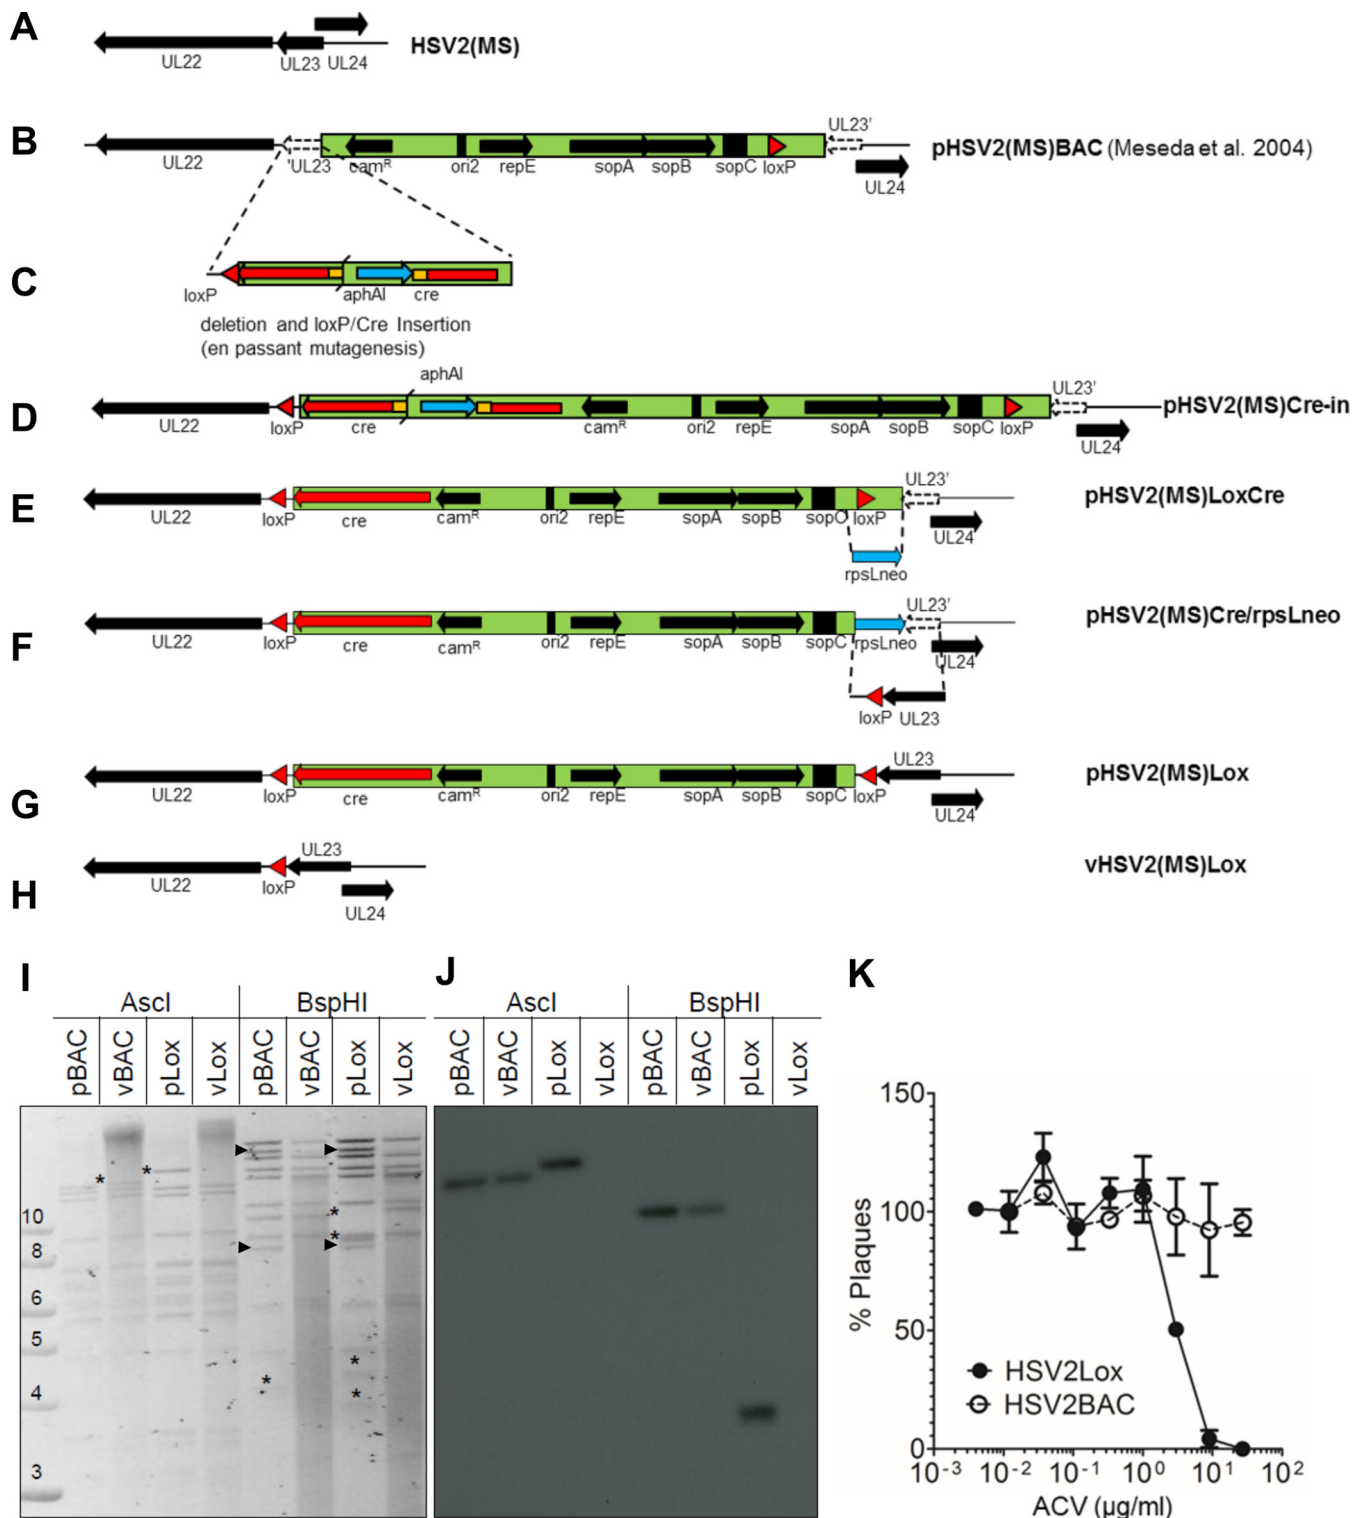 A
UL22
UL23
UL24
HSV2(MS)
B
UL22
'UL23
camR
ori2
repE
sopA
sopB
sopC
loxP
UL23'
UL24
pHSV2(MS)BAC (Meseda et al. 2004)
C
loxP
aphAI
cre
deletion and loxP/Cre Insertion
(en passant mutagenesis)
D
aphAI
UL22
loxP
cre
camR
ori2
repE
sopA
sopB
sopC
loxP
UL23'
UL24
pHSV2(MS)Cre-in
E
UL22
loxP
cre
camR
ori2
repE
sopA
sopB
sopC
loxP
UL23'
UL24
rpsLneo
pHSV2(MS)LoxCre
F
UL22
loxP
cre
camR
ori2
repE
sopA
sopB
sopC
rpsLneo
UL23'
UL24
loxP
UL23
pHSV2(MS)Cre/rpsLneo
G
UL22
loxP
cre
camR
ori2
repE
sopA
sopB
sopC
loxP
UL23
UL24
pHSV2(MS)Lox
H
UL22
loxP
UL23
UL24
vHSV2(MS)Lox
I
AscI
BspHI
pBAC
vBAC
pLox
vLox
pBAC
vBAC
pLox
vLox
10
8
6
5
4
3
*
*
*
*
*
*
*
J
AscI
BspHI
pBAC
vBAC
pLox
vLox
pBAC
vBAC
pLox
vLox
K
% Plaques
150
100
50
0
HSV2Lox
HSV2BAC
10-3
10-2
10-1
100
101
102
ACV (µg/ml)